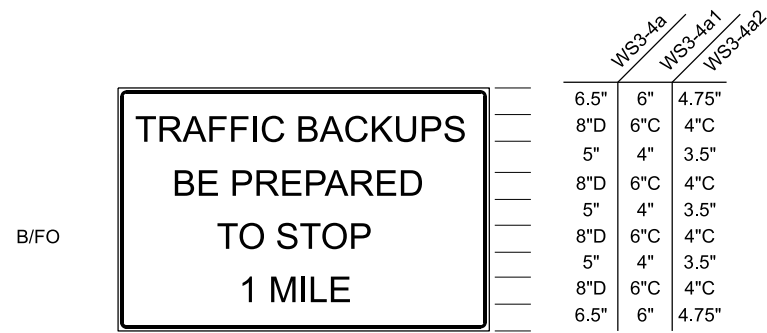 WS3-4a WS3-4a1 WS3-4a2
6.5" 6" 4.75"
TRAFFIC BACKUPS 8"D 6"C 4"C
5" 4" 3.5"
BE PREPARED 8"D 6"C 4"C
5" 4" 3.5"
B/FO TO STOP 8"D 6"C 4"C
5" 4" 3.5"
1 MILE 8"D 6"C 4"C
6.5" 6" 4.75"